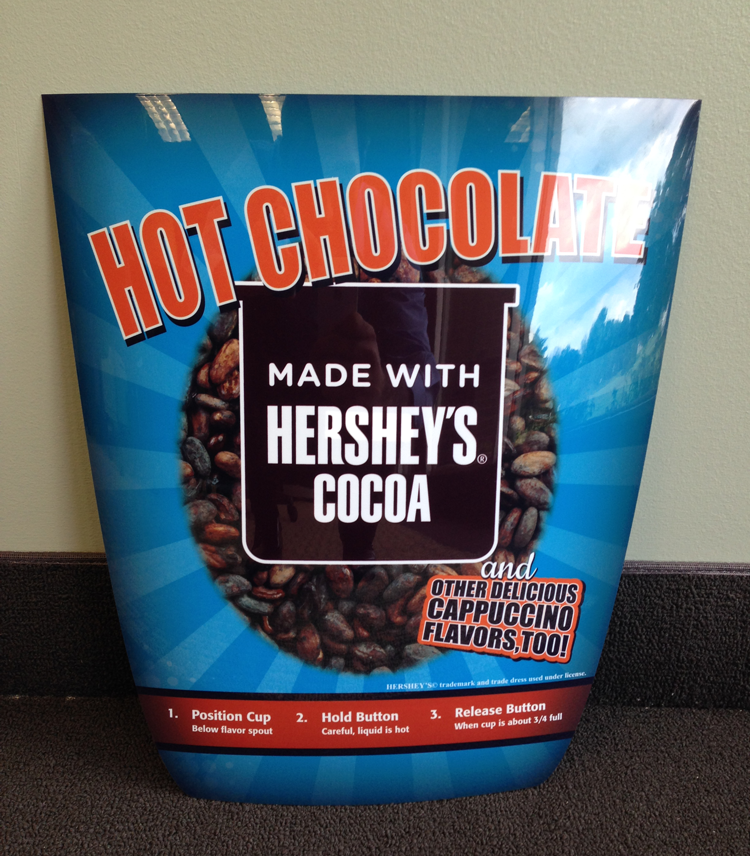 HOT CHOCOLATE
MADE WITH
HERSHEY'S®
COCOA
and
OTHER DELICIOUS
CAPPUCCINO
FLAVORS,TOO!
HERSHEY'S© trademark and trade dress used under license.
1. Position Cup
Below flavor spout
2. Hold Button
Careful, liquid is hot
3. Release Button
When cup is about 3/4 full